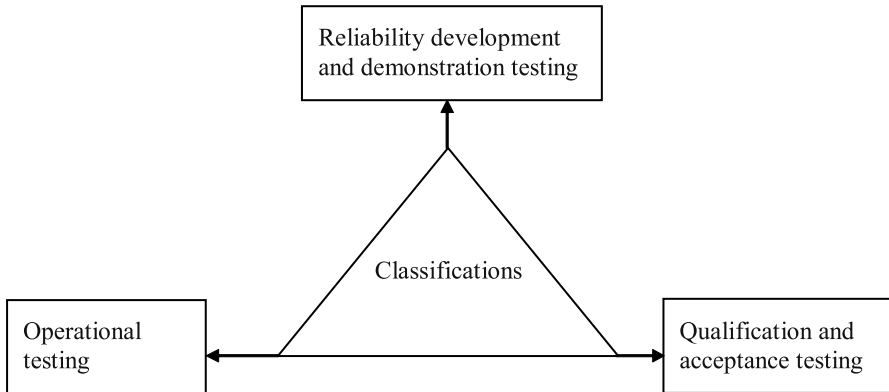 Reliability development
and demonstration testing
Classifications
Operational
testing
Qualification and
acceptance testing